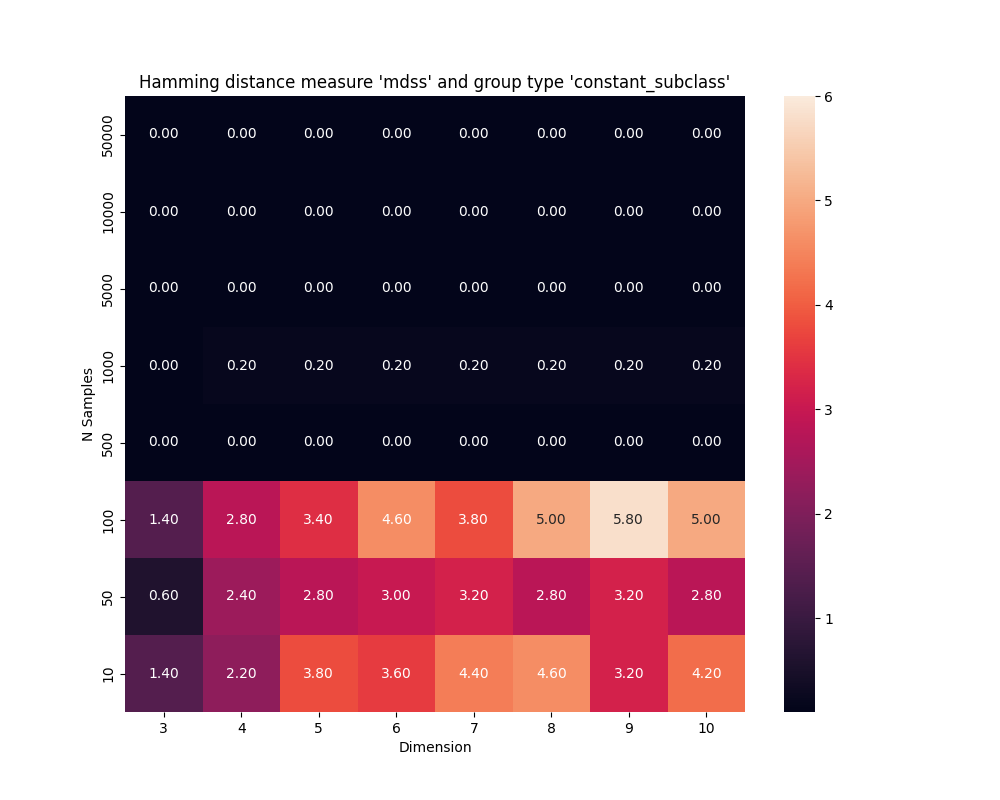 Hamming distance measure 'mdss' and group type 'constant_subclass'
50000 0.00 0.00 0.00 0.00 0.00 0.00 0.00 0.00
10000 0.00 0.00 0.00 0.00 0.00 0.00 0.00 0.00
5000 0.00 0.00 0.00 0.00 0.00 0.00 0.00 0.00
1000 0.00 0.20 0.20 0.20 0.20 0.20 0.20 0.20
500 0.00 0.00 0.00 0.00 0.00 0.00 0.00 0.00
100 1.40 2.80 3.40 4.60 3.80 5.00 5.80 5.00
50 0.60 2.40 2.80 3.00 3.20 2.80 3.20 2.80
10 1.40 2.20 3.80 3.60 4.40 4.60 3.20 4.20
3 4 5 6 7 8 9 10
Dimension
N Samples
6
5
4
3
2
1